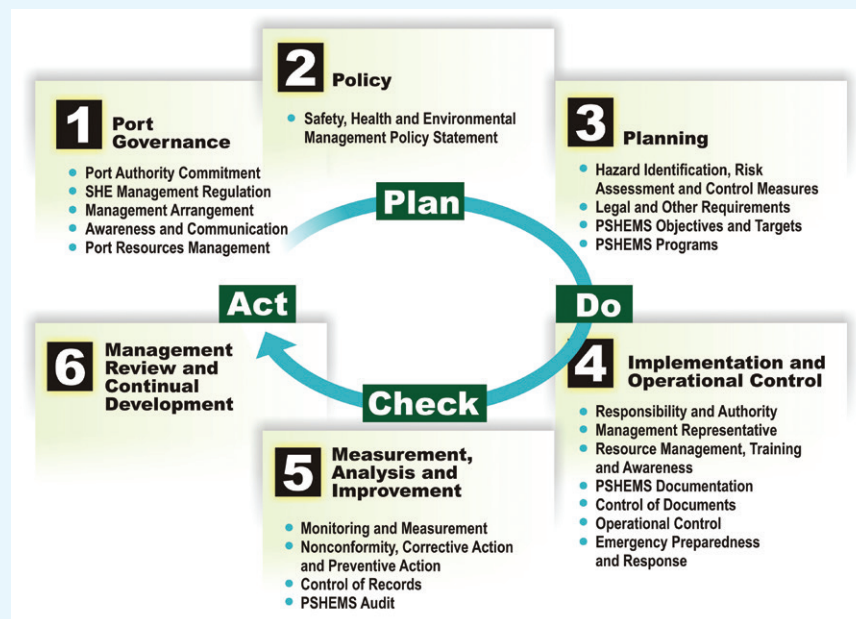 1
Port
Governance
Port Authority Commitment
SHE Management Regulation
Management Arrangement
Awareness and Communication
Port Resources Management
2
Policy
Safety, Health and Environmental
Management Policy Statement
3
Planning
Hazard Identification, Risk
Assessment and Control Measures
Legal and Other Requirements
PSHEMS Objectives and Targets
PSHEMS Programs
Plan
Do
Check
Act
4
Implementation and
Operational Control
Responsibility and Authority
Management Representative
Resource Management, Training
and Awareness
PSHEMS Documentation
Control of Documents
Operational Control
Emergency Preparedness
and Response
5
Measurement,
Analysis and
Improvement
Monitoring and Measurement
Nonconformity, Corrective Action
and Preventive Action
Control of Records
PSHEMS Audit
6
Management
Review and
Continual
Development